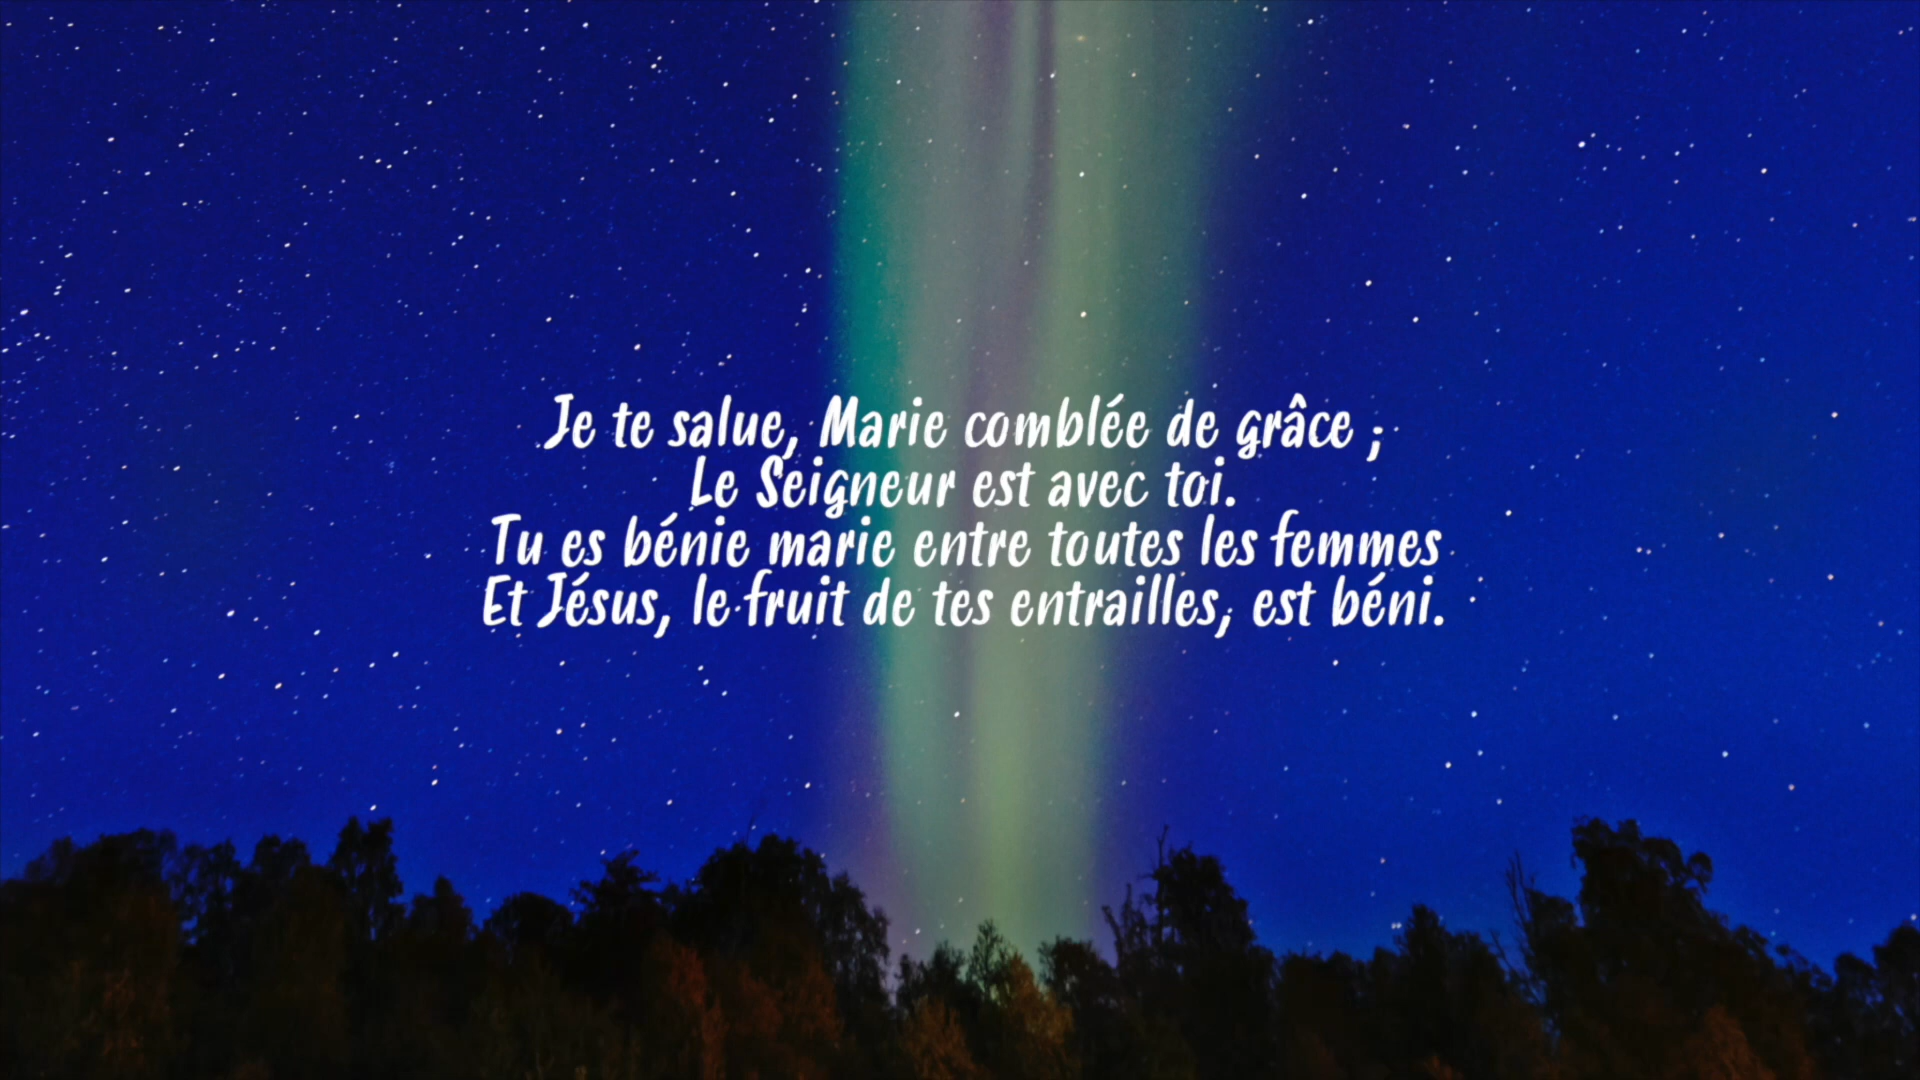 Je te salue, Marie comblée de grâce ;
Le Seigneur est avec toi.
Tu es bénie marie entre toutes les femmes
Et Jésus, le fruit de tes entrailles, est béni.